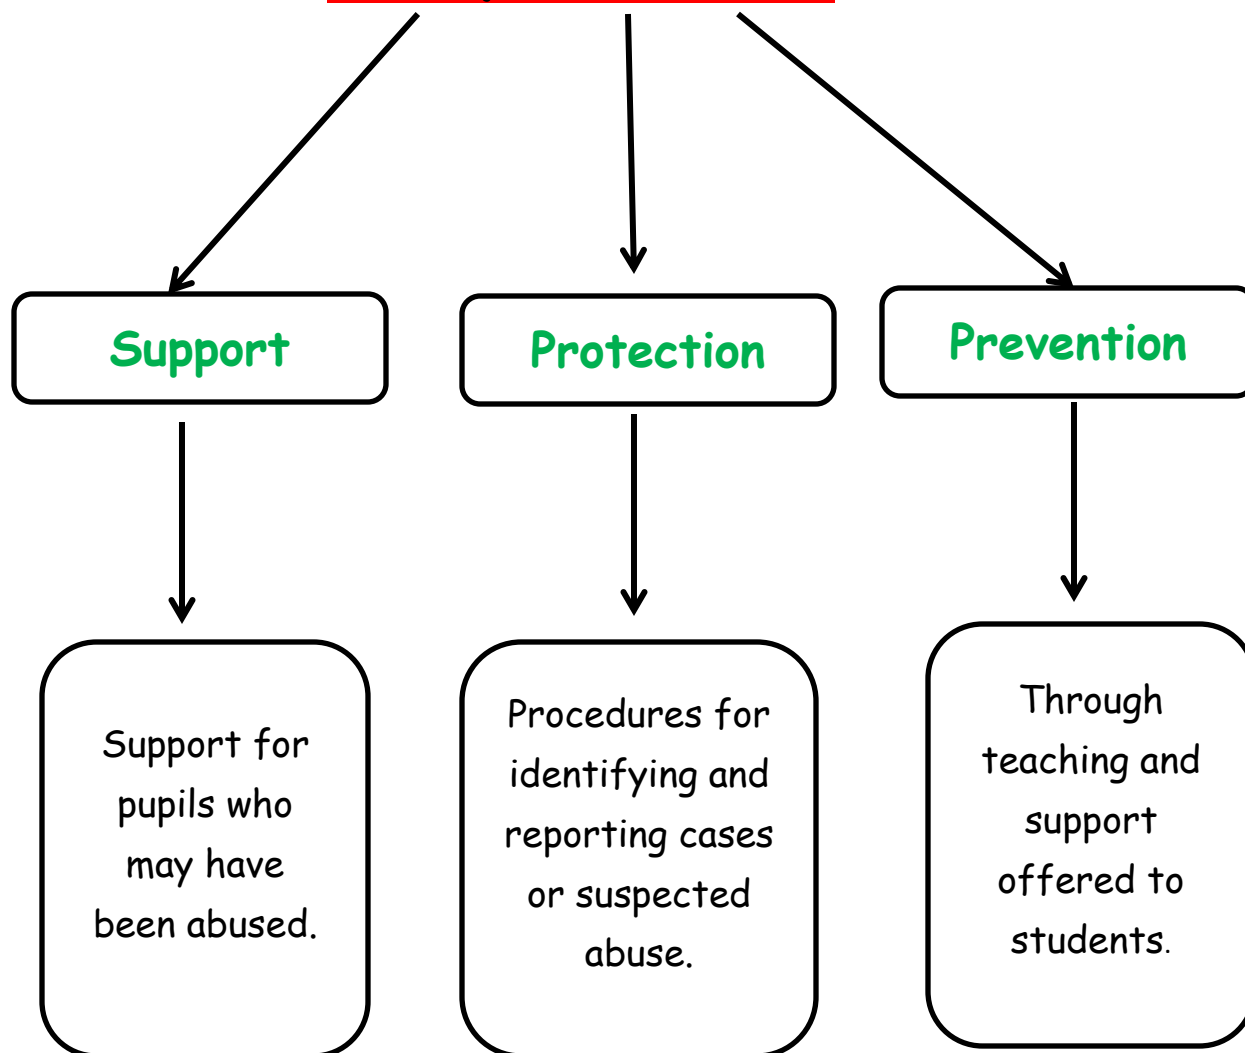 Support
Protection
Prevention
Support for
pupils who
may have
been abused.
Procedures for
identifying and
reporting cases
or suspected
abuse.
Through
teaching and
support
offered to
students.